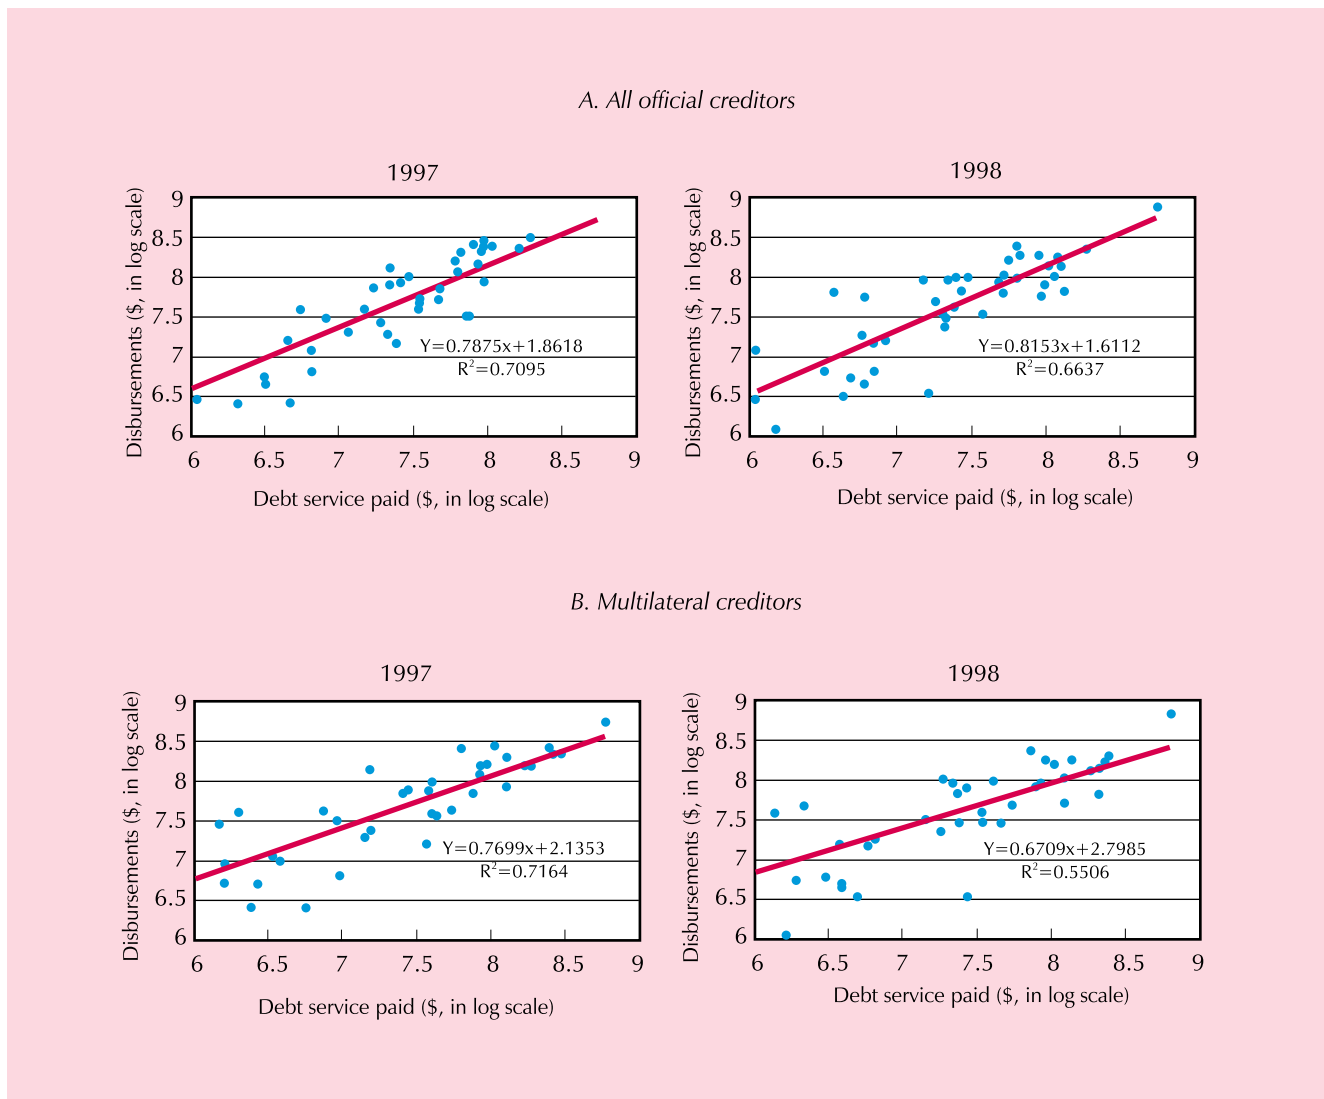 A. All official creditors
1997
1998
Disbursements ($, in log scale)
9
8.5
8
7.5
7
6.5
6
Y=0.7875x+1.8618
R²=0.7095
6 6.5 7 7.5 8 8.5 9
Debt service paid ($, in log scale)
Disbursements ($, in log scale)
9
8.5
8
7.5
7
6.5
6
Y=0.8153x+1.6112
R²=0.6637
6 6.5 7 7.5 8 8.5 9
Debt service paid ($, in log scale)
B. Multilateral creditors
1997
1998
Disbursements ($, in log scale)
9
8.5
8
7.5
7
6.5
6
Y=0.7699x+2.1353
R²=0.7164
6 6.5 7 7.5 8 8.5 9
Debt service paid ($, in log scale)
Disbursements ($, in log scale)
9
8.5
8
7.5
7
6.5
6
Y=0.6709x+2.7985
R²=0.5506
6 6.5 7 7.5 8 8.5 9
Debt service paid ($, in log scale)